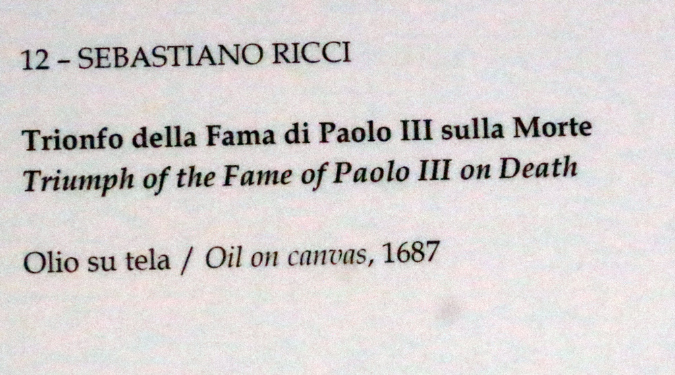 12 – SEBASTIANO RICCI
Trionfo della Fama di Paolo III sulla Morte
Triumph of the Fame of Paolo III on Death
Olio su tela / Oil on canvas, 1687